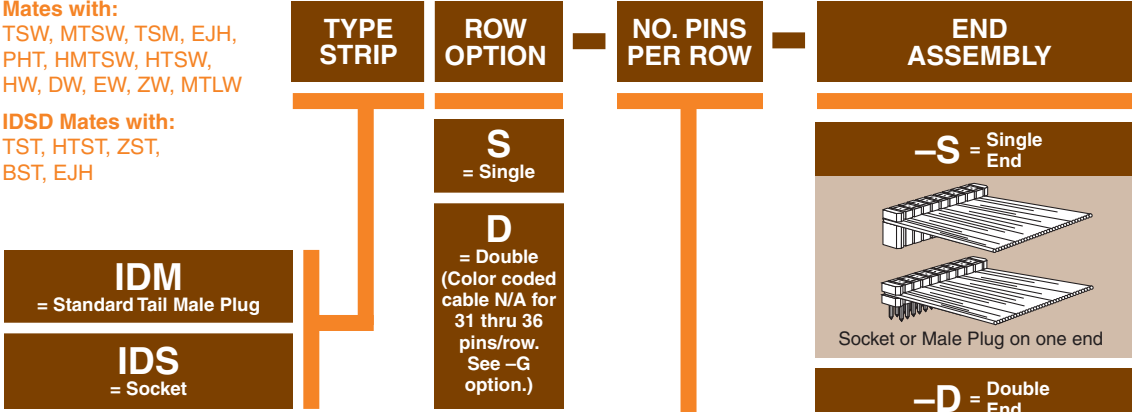 Mates with:
TSW, MTSW, TSM, EJH,
PHT, HMTSW, HTSW,
HW, DW, EW, ZW, MTLW
IDSD Mates with:
TST, HTST, ZST,
BST, EJH
TYPE
STRIP
IDM
= Standard Tail Male Plug
IDS
= Socket
ROW
OPTION
S
= Single
D
= Double
(Color coded
cable N/A for
31 thru 36
pins/row.
See –G
option.)
NO. PINS
PER ROW
END
ASSEMBLY
–S = Single
End
Socket or Male Plug on one end
–D = Double
End